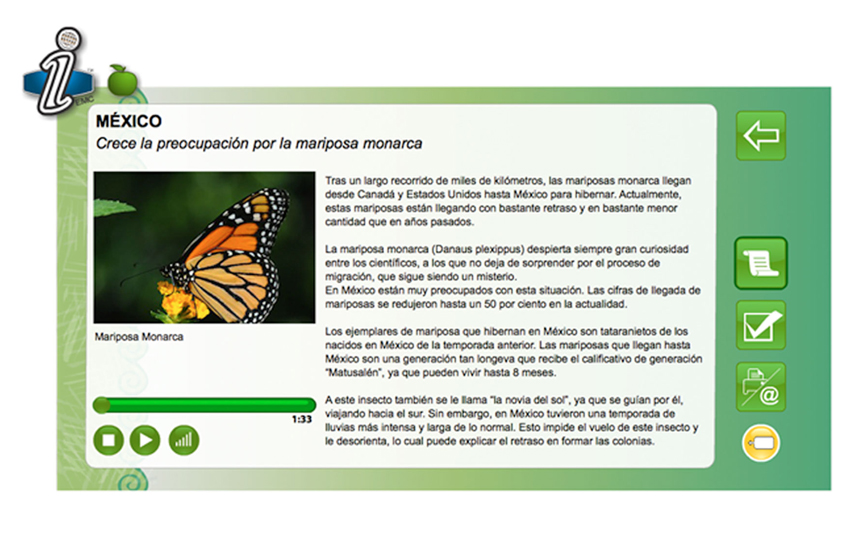 i
EMC
MÉXICO
Crece la preocupación por la mariposa monarca
Tras un largo recorrido de miles de kilómetros, las mariposas monarca llegan
desde Canadá y Estados Unidos hasta México para hibernar. Actualmente,
estas mariposas están llegando con bastante retraso y en bastante menor
cantidad que en años pasados.
La mariposa monarca (Danaus plexippus) despierta siempre gran curiosidad
entre los científicos, a los que no deja de sorprender por el proceso de
migración, que sigue siendo un misterio.
En México están muy preocupados con esta situación. Las cifras de llegada de
mariposas se redujeron hasta un 50 por ciento en la actualidad.
Los ejemplares de mariposa que hibernan en México son tataranietos de los
nacidos en México de la temporada anterior. Las mariposas que llegan hasta
México son una generación tan longeva que recibe el calificativo de generación
"Matusalén", ya que pueden vivir hasta 8 meses.
A este insecto también se le llama "la novia del sol", ya que se guían por él,
viajando hacia el sur. Sin embargo, en México tuvieron una temporada de
lluvias más intensa y larga de lo normal. Esto impide el vuelo de este insecto y
le desorienta, lo cual puede explicar el retraso en formar las colonias.
Mariposa Monarca
1:33
@